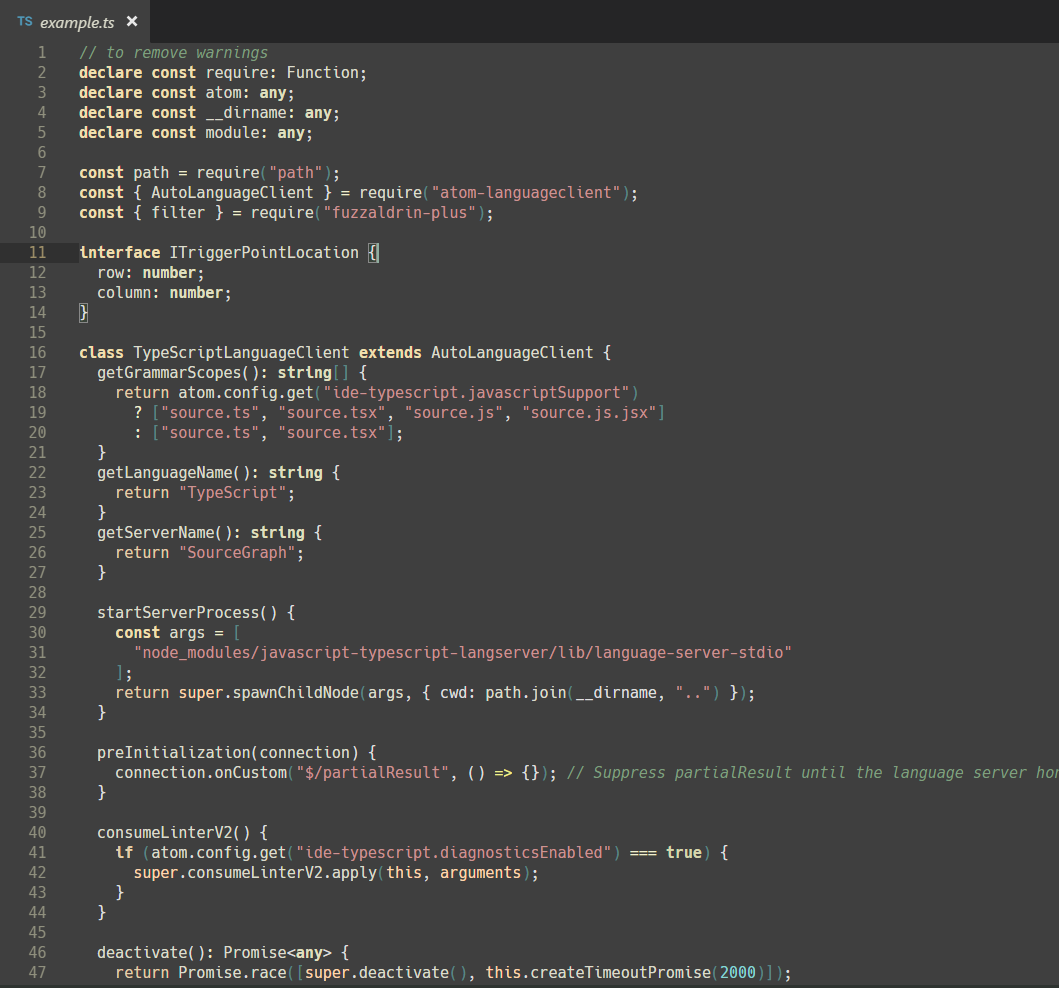 TS example.ts ×
1 // to remove warnings
2 declare const require: Function;
3 declare const atom: any;
4 declare const __dirname: any;
5 declare const module: any;
6
7 const path = require("path");
8 const { AutoLanguageClient } = require("atom-languageclient");
9 const { filter } = require("fuzzaldrin-plus");
10
11 interface ITriggerPointLocation {
12   row: number;
13   column: number;
14 }
15
16 class TypeScriptLanguageClient extends AutoLanguageClient {
17   getGrammarScopes(): string[] {
18     return atom.config.get("ide-typescript.javascriptSupport")
19       ? ["source.ts", "source.tsx", "source.js", "source.js.jsx"]
20       : ["source.ts", "source.tsx"];
21   }
22   getLanguageName(): string {
23     return "TypeScript";
24   }
25   getServerName(): string {
26     return "SourceGraph";
27   }
28
29   startServerProcess() {
30     const args = [
31       "node_modules/javascript-typescript-langserver/lib/language-server-stdio"
32     ];
33     return super.spawnChildNode(args, { cwd: path.join(__dirname, "..") });
34   }
35
36   preInitialization(connection) {
37     connection.onCustom("$/partialResult", () => {}); // Suppress partialResult until the language server
38   }
39
40   consumeLinterV2() {
41     if (atom.config.get("ide-typescript.diagnosticsEnabled") === true) {
42       super.consumeLinterV2.apply(this, arguments);
43     }
44   }
45
46   deactivate(): Promise<any> {
47     return Promise.race([super.deactivate(), this.createTimeoutPromise(2000)]);